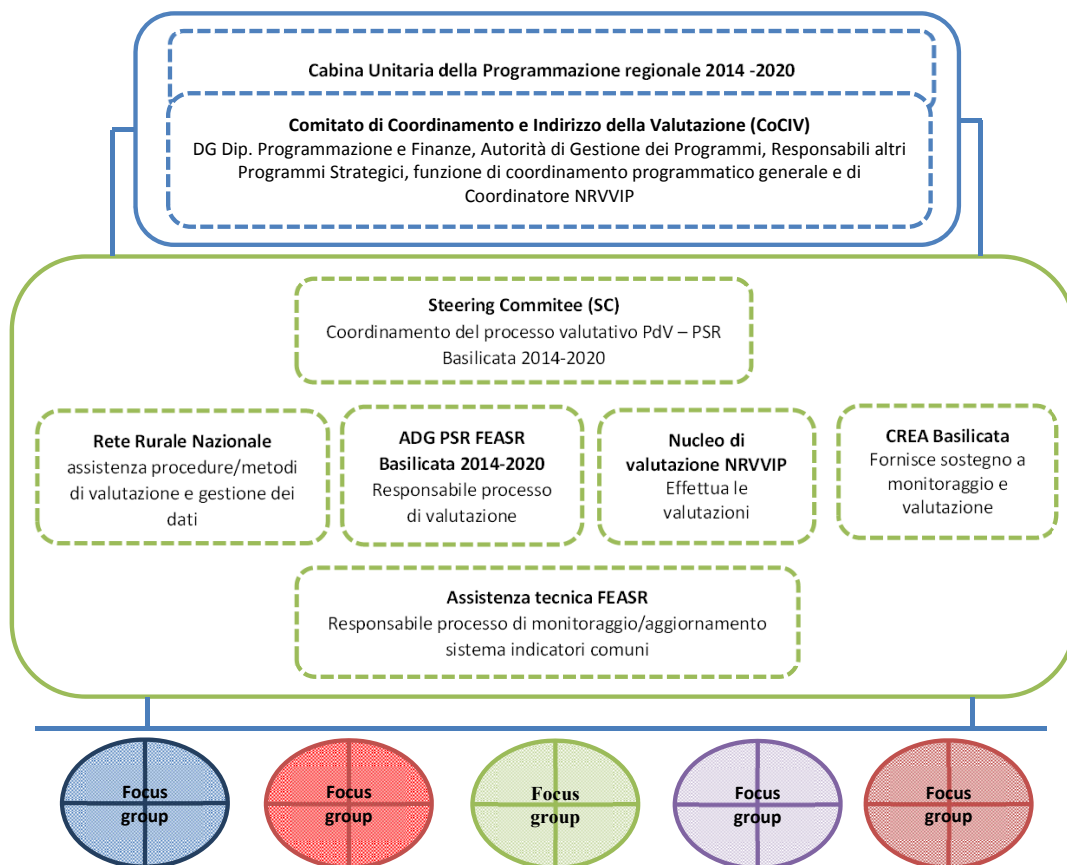 Cabina Unitaria della Programmazione regionale 2014 -2020
Comitato di Coordinamento e Indirizzo della Valutazione (CoCIV)
DG Dip. Programmazione e Finanze, Autorità di Gestione dei Programmi, Responsabili altri
Programmi Strategici, funzione di coordinamento programmatico generale e di
Coordinatore NRVVIP
Steering Commitee (SC)
Coordinamento del processo valutativo PdV – PSR
Basilicata 2014-2020
Rete Rurale Nazionale
assistenza procedure/metodi
di valutazione e gestione dei
dati
ADG PSR FEASR
Basilicata 2014-2020
Responsabile processo
di valutazione
Nucleo di
valutazione NRVVIP
Effettua le
valutazioni
CREA Basilicata
Fornisce sostegno a
monitoraggio e
valutazione
Assistenza tecnica FEASR
Responsabile processo di monitoraggio/aggiornamento
sistema indicatori comuni
Focus
group
Focus
group
Focus
group
Focus
group
Focus
group